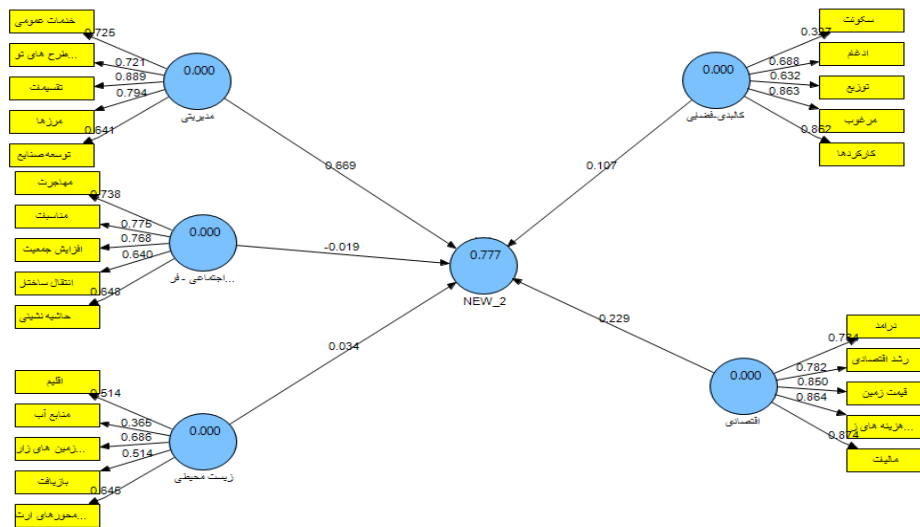 خدمات عمومی
0.725
طرح های تو...
0.721
تقسیمات
0.889
مرزها
0.794
توسعه صنایع
0.641
0.000
مدیریتی
0.669
مهاجرت
0.738
مناسبات
0.775
افزایش جمعیت
0.768
انتقال ساختار
0.640
حاشیه نشینی
0.648
0.000
اجتماعی - فر...
-0.019
اقلیم
0.514
منابع آب
0.365
زمین های زار...
0.686
بازیافت
0.514
محورهای ارت...
0.645
0.000
زیست محیطی
0.034
0.777
NEW_2
سکونت
0.327
ادغام
0.688
توزیع
0.632
مرغوب
0.863
کارکردها
0.862
0.000
کالبدی-فضایی
0.107
درامد
0.784
رشد اقتصادی
0.782
قیمت زمین
0.850
هزینه های ز...
0.864
مالیات
0.874
0.000
اقتصادی
0.229